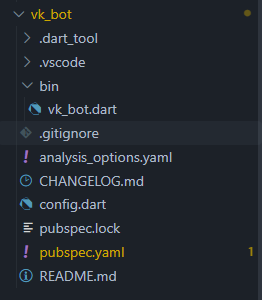 vk_bot
.dart_tool
.vscode
bin
vk_bot.dart
.gitignore
analysis_options.yaml
CHANGELOG.md
config.dart
pubspec.lock
pubspec.yaml 1
README.md